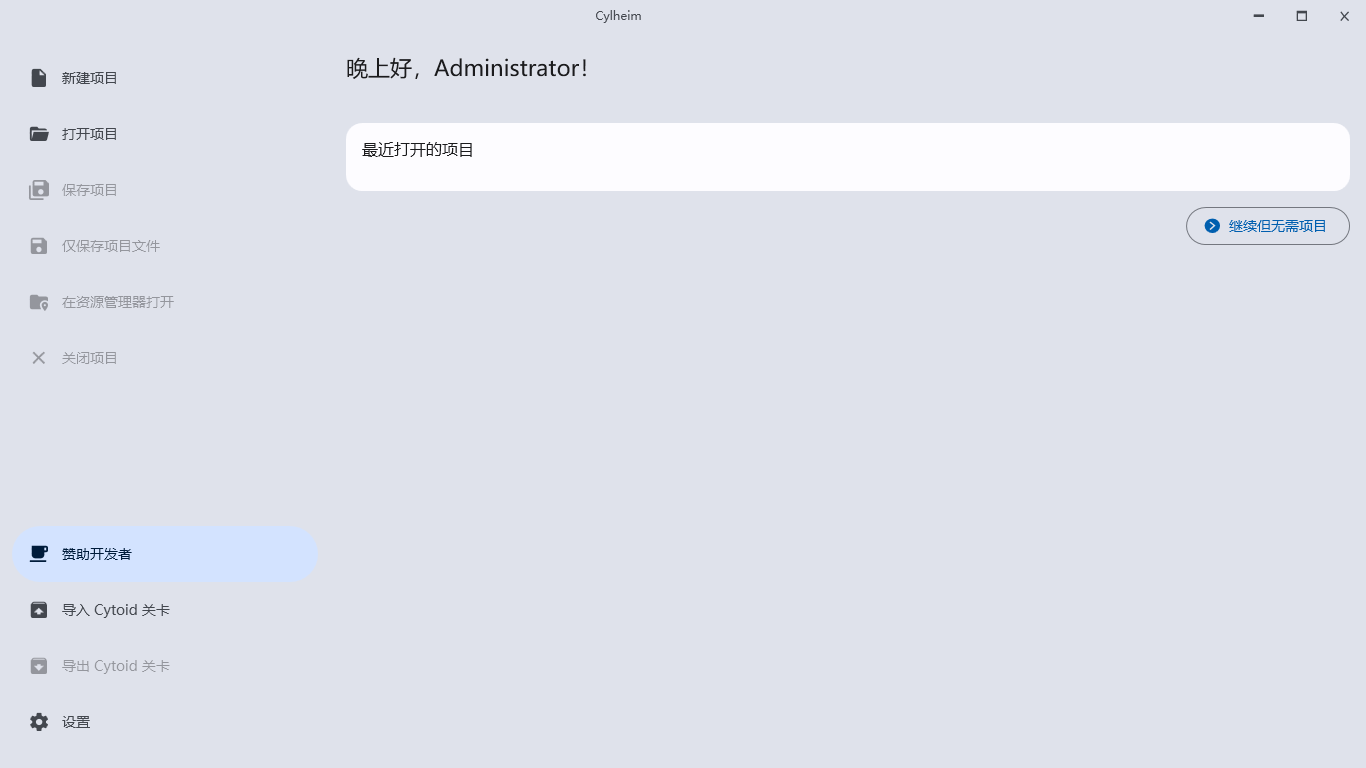 Cylheim
新建项目
打开项目
保存项目
仅保存项目文件
在资源管理器打开
关闭项目
赞助开发者
导入 Cytoid 关卡
导出 Cytoid 关卡
设置
晚上好，Administrator!
最近打开的项目
继续但无需项目